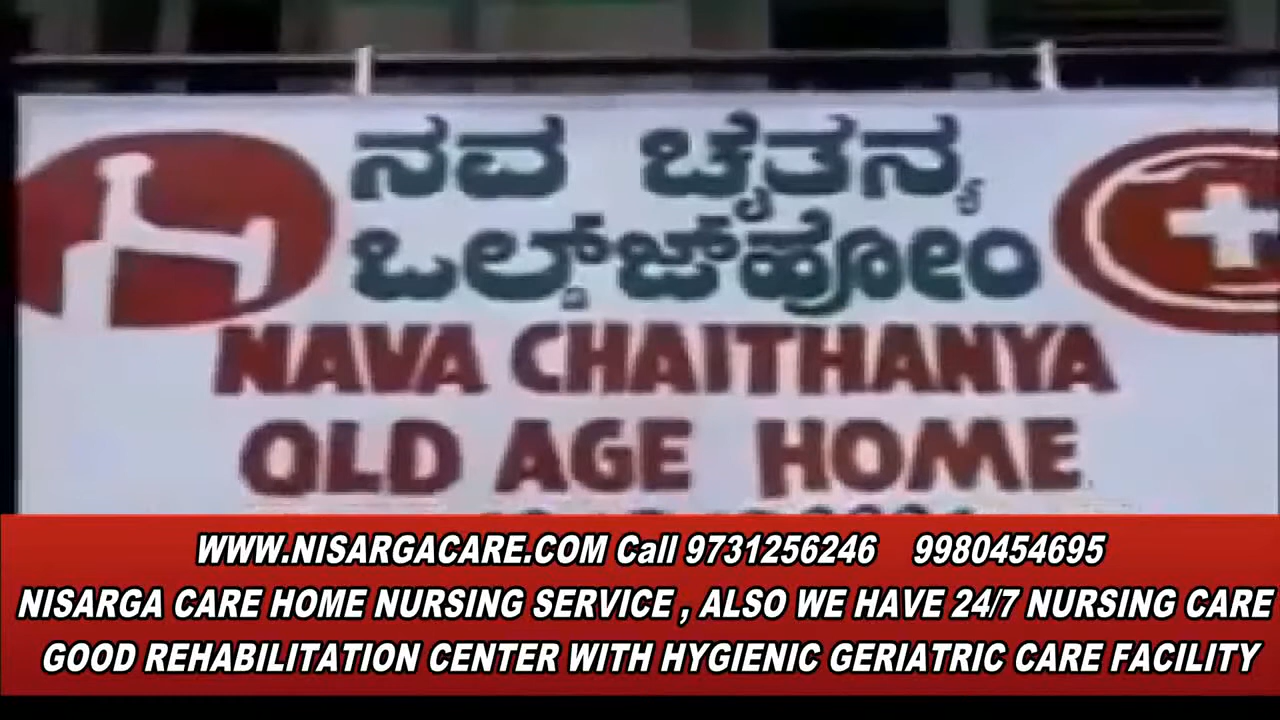 ನವ ಚೈತನ್ಯ
ಒಲ್ಡ್‌ಏಜ್‌ಹೋಂ
NAVA CHAITHANYA
OLD AGE HOME
WWW.NISARGACARE.COM Call 9731256246 9980454695
NISARGA CARE HOME NURSING SERVICE , ALSO WE HAVE 24/7 NURSING CARE
GOOD REHABILITATION CENTER WITH HYGIENIC GERIATRIC CARE FACILITY